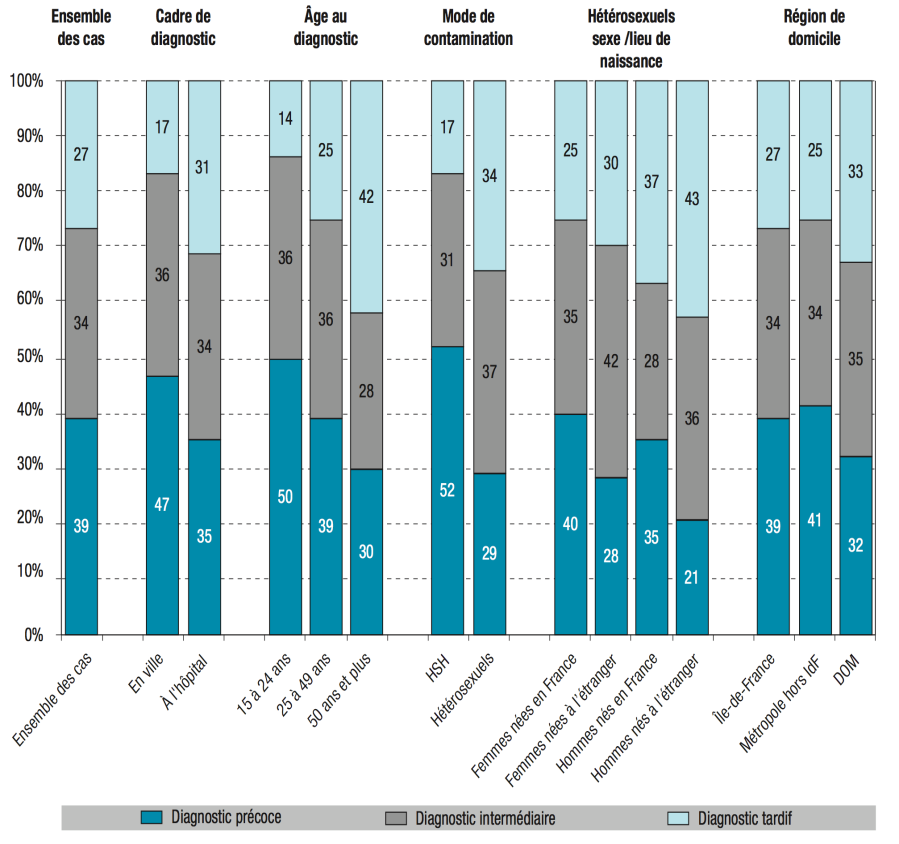 Ensemble
des cas
Cadre de
diagnostic
Âge au
diagnostic
Mode de
contamination
Hétérosexuels
sexe /lieu de
naissance
Région de
domicile
100%
90%
80%
70%
60%
50%
40%
30%
20%
10%
0%
27
34
39
17
36
47
31
34
35
14
36
50
25
36
39
42
28
30
17
31
52
34
37
29
25
35
40
30
42
28
37
28
35
43
36
21
27
34
39
25
34
41
33
35
32
Ensemble des cas
En ville
À l'hôpital
15 à 24 ans
25 à 49 ans
50 ans et plus
HSH
Hétérosexuels
Femmes nées en France
Femmes nées à l'étranger
Hommes nés en France
Hommes nés à l'étranger
Île-de-France
Métropole hors IdF
DOM
Diagnostic précoce
Diagnostic intermédiaire
Diagnostic tardif